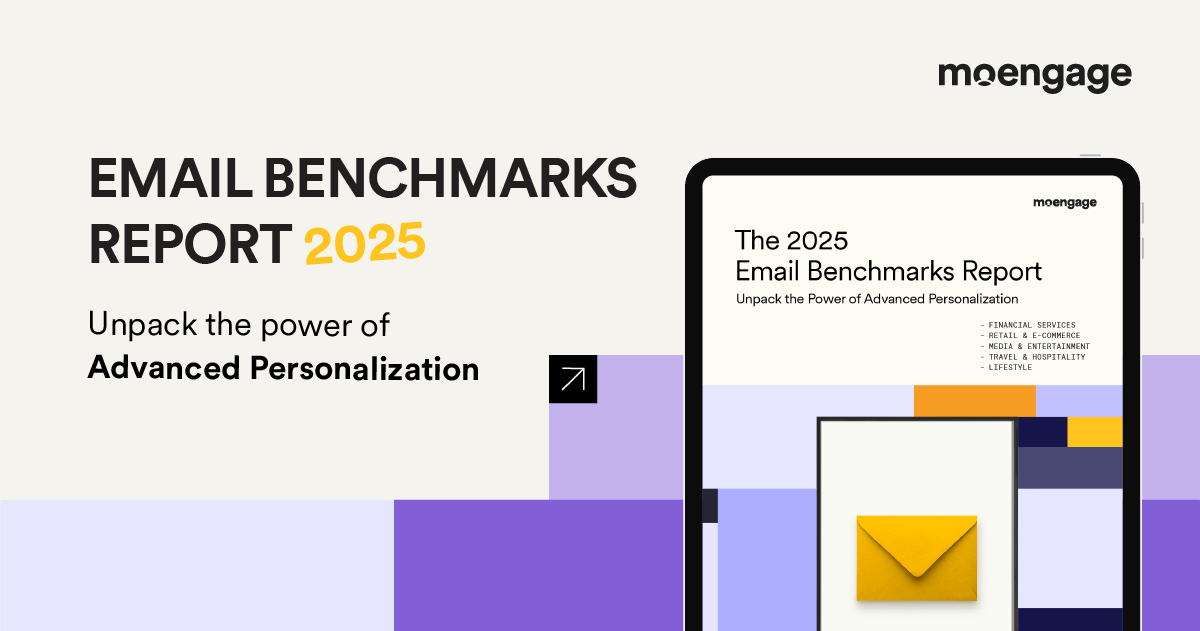 moengage
EMAIL BENCHMARKS
REPORT 2025
Unpack the power of
Advanced Personalization
moengage
The 2025
Email Benchmarks Report
Unpack the Power of Advanced Personalization
- FINANCIAL SERVICES
- RETAIL & E-COMMERCE
- MEDIA & ENTERTAINMENT
- TRAVEL & HOSPITALITY
- LIFESTYLE